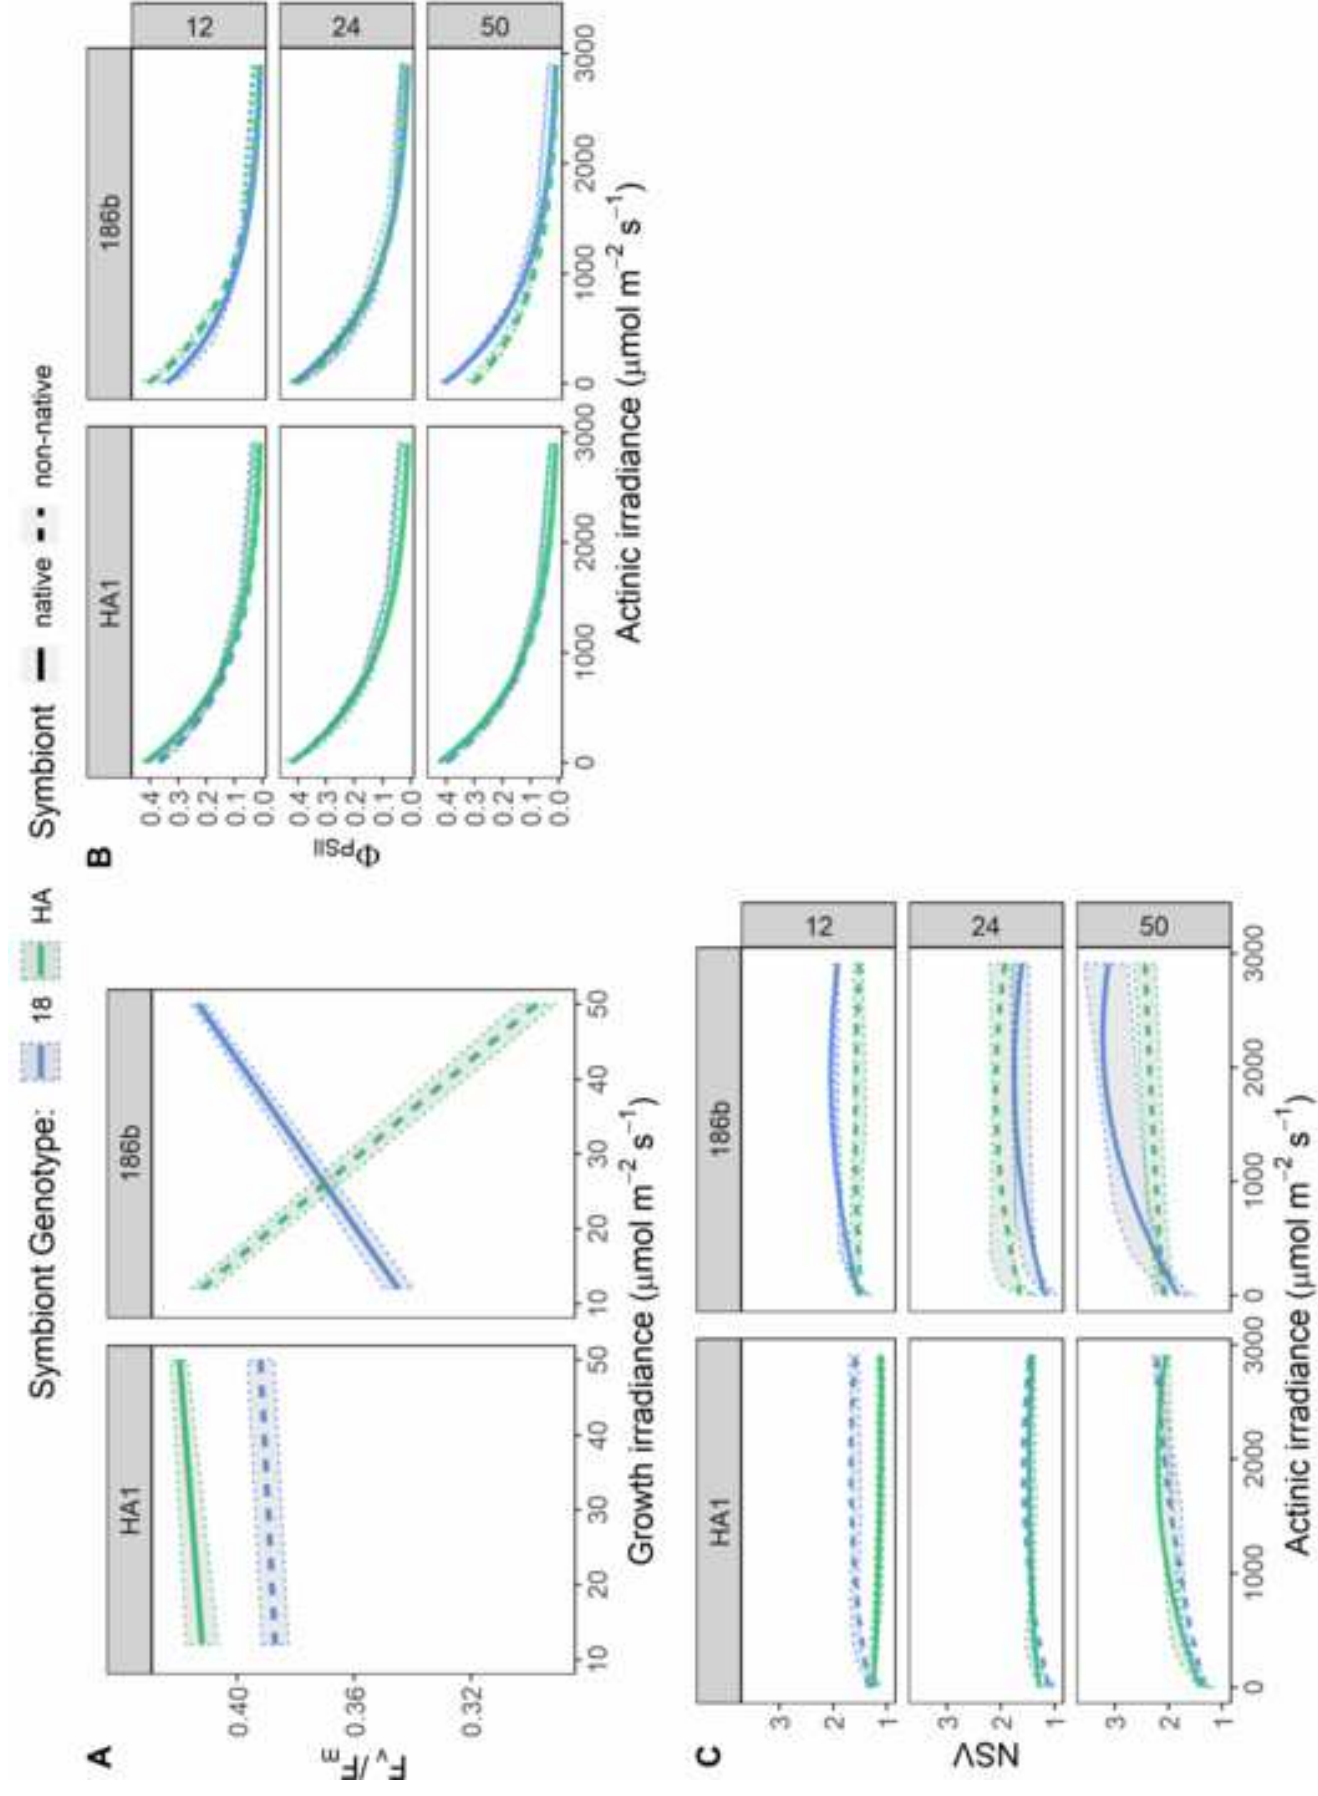 Symbiont Genotype: 18 HA Symbiont native non-native
A
HA1 186b
F_v/F_m
0.40
0.36
0.32
10 20 30 40 50 10 20 30 40 50
Growth irradiance (μmol m⁻² s⁻¹)
B
HA1 186b
Φ_PSII
0.4
0.3
0.2
0.1
0.0
12
0.4
0.3
0.2
0.1
0.0
24
0.4
0.3
0.2
0.1
0.0
50
0 1000 2000 3000 0 1000 2000 3000
Actinic irradiance (μmol m⁻² s⁻¹)
C
HA1 186b
NSV
3
2
1
12
3
2
1
24
3
2
1
50
0 1000 2000 3000 0 1000 2000 3000
Actinic irradiance (μmol m⁻² s⁻¹)